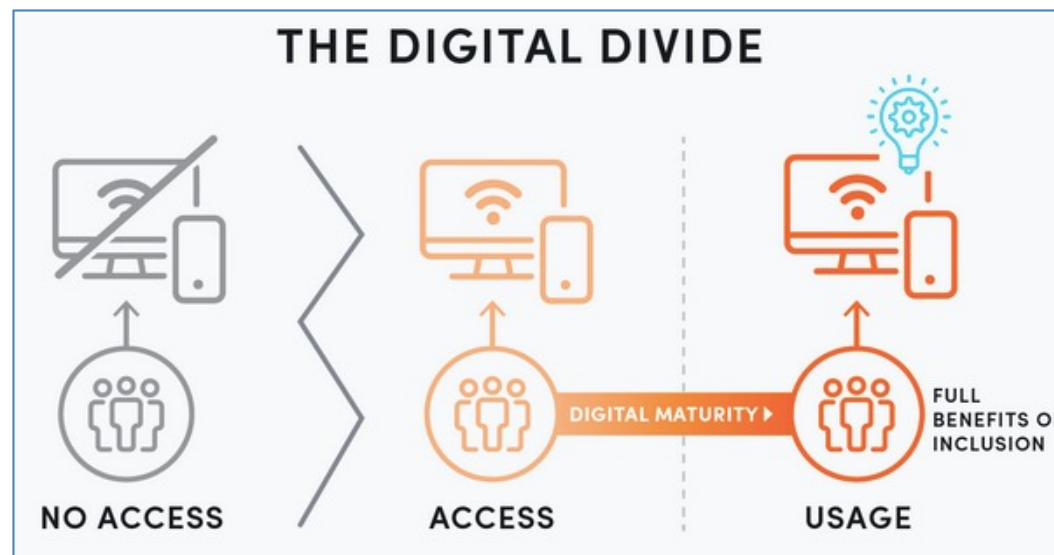 THE DIGITAL DIVIDE
DIGITAL MATURITY
FULL
BENEFITS O
INCLUSION
NO ACCESS
ACCESS
USAGE